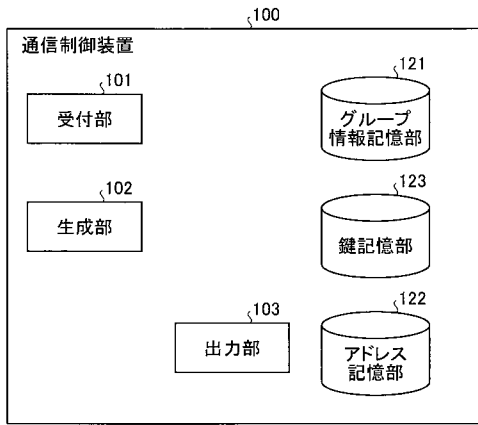 100
通信制御装置
101
受付部
121
グループ
情報記憶部
102
生成部
123
鍵記憶部
103
出力部
122
アドレス
記憶部